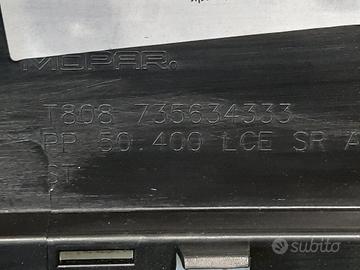 MOPAR®
T808 735634333
PP 50.400 LCE SR A
ST
subito